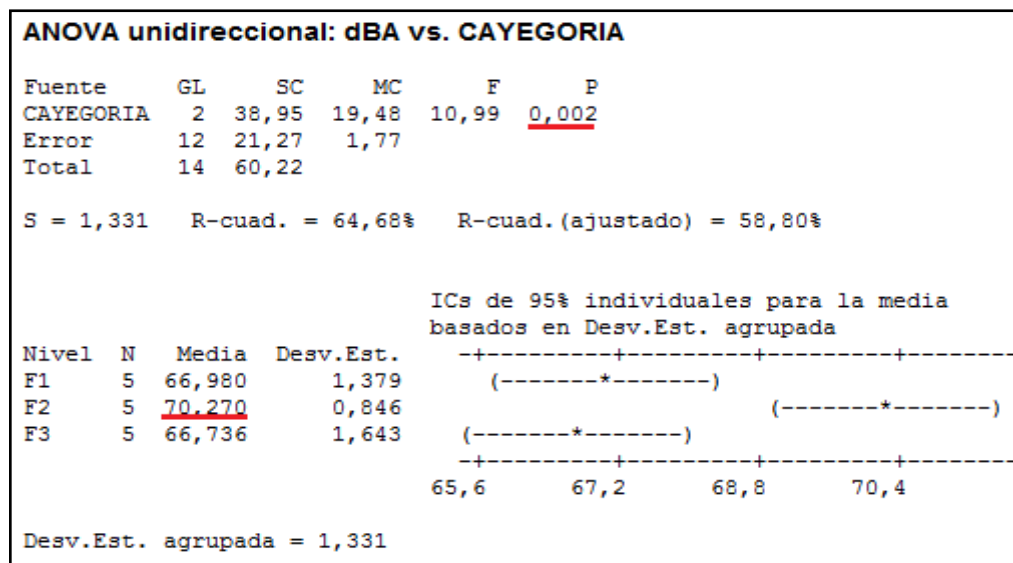 ANOVA unidireccional: dBA vs. CAYEGORIA
Fuente GL SC MC F P
CAYEGORIA 2 38,95 19,48 10,99 0,002
Error 12 21,27 1,77
Total 14 60,22
S = 1,331 R-cuad. = 64,68% R-cuad.(ajustado) = 58,80%
ICs de 95% individuales para la media
basados en Desv.Est. agrupada
Nivel N Media Desv.Est. -+---------+---------+---------+--------
F1 5 66,980 1,379 (-------*-------)
F2 5 70,270 0,846 (-------*-------)
F3 5 66,736 1,643 (-------*-------)
-+---------+---------+---------+--------
65,6 67,2 68,8 70,4
Desv.Est. agrupada = 1,331